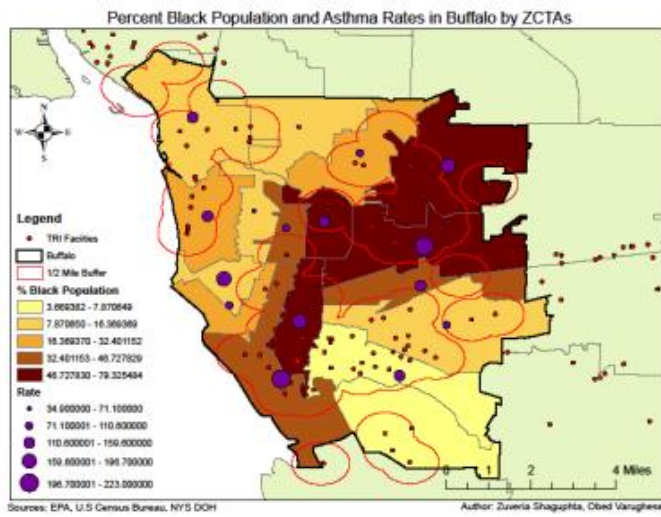 Percent Black Population and Asthma Rates in Buffalo by ZCTAs
N
W
E
S
Legend
TRI Facities
Buffalo
1/2 Mile Buffer
% Black Population
3.669382 - 7.870649
7.870650 - 16.369369
16.369370 - 32.401152
32.401153 - 46.727829
46.727830 - 79.325494
Rate
34.900000 - 71.100000
71.100001 - 110.600000
110.600001 - 159.600000
159.600001 - 196.700000
196.700001 - 223.000000
0 1 2 4 Miles
Sources: EPA, U.S Census Bureau, NYS DOH
Author: Zuveria Shaguphta, Obed Varughese